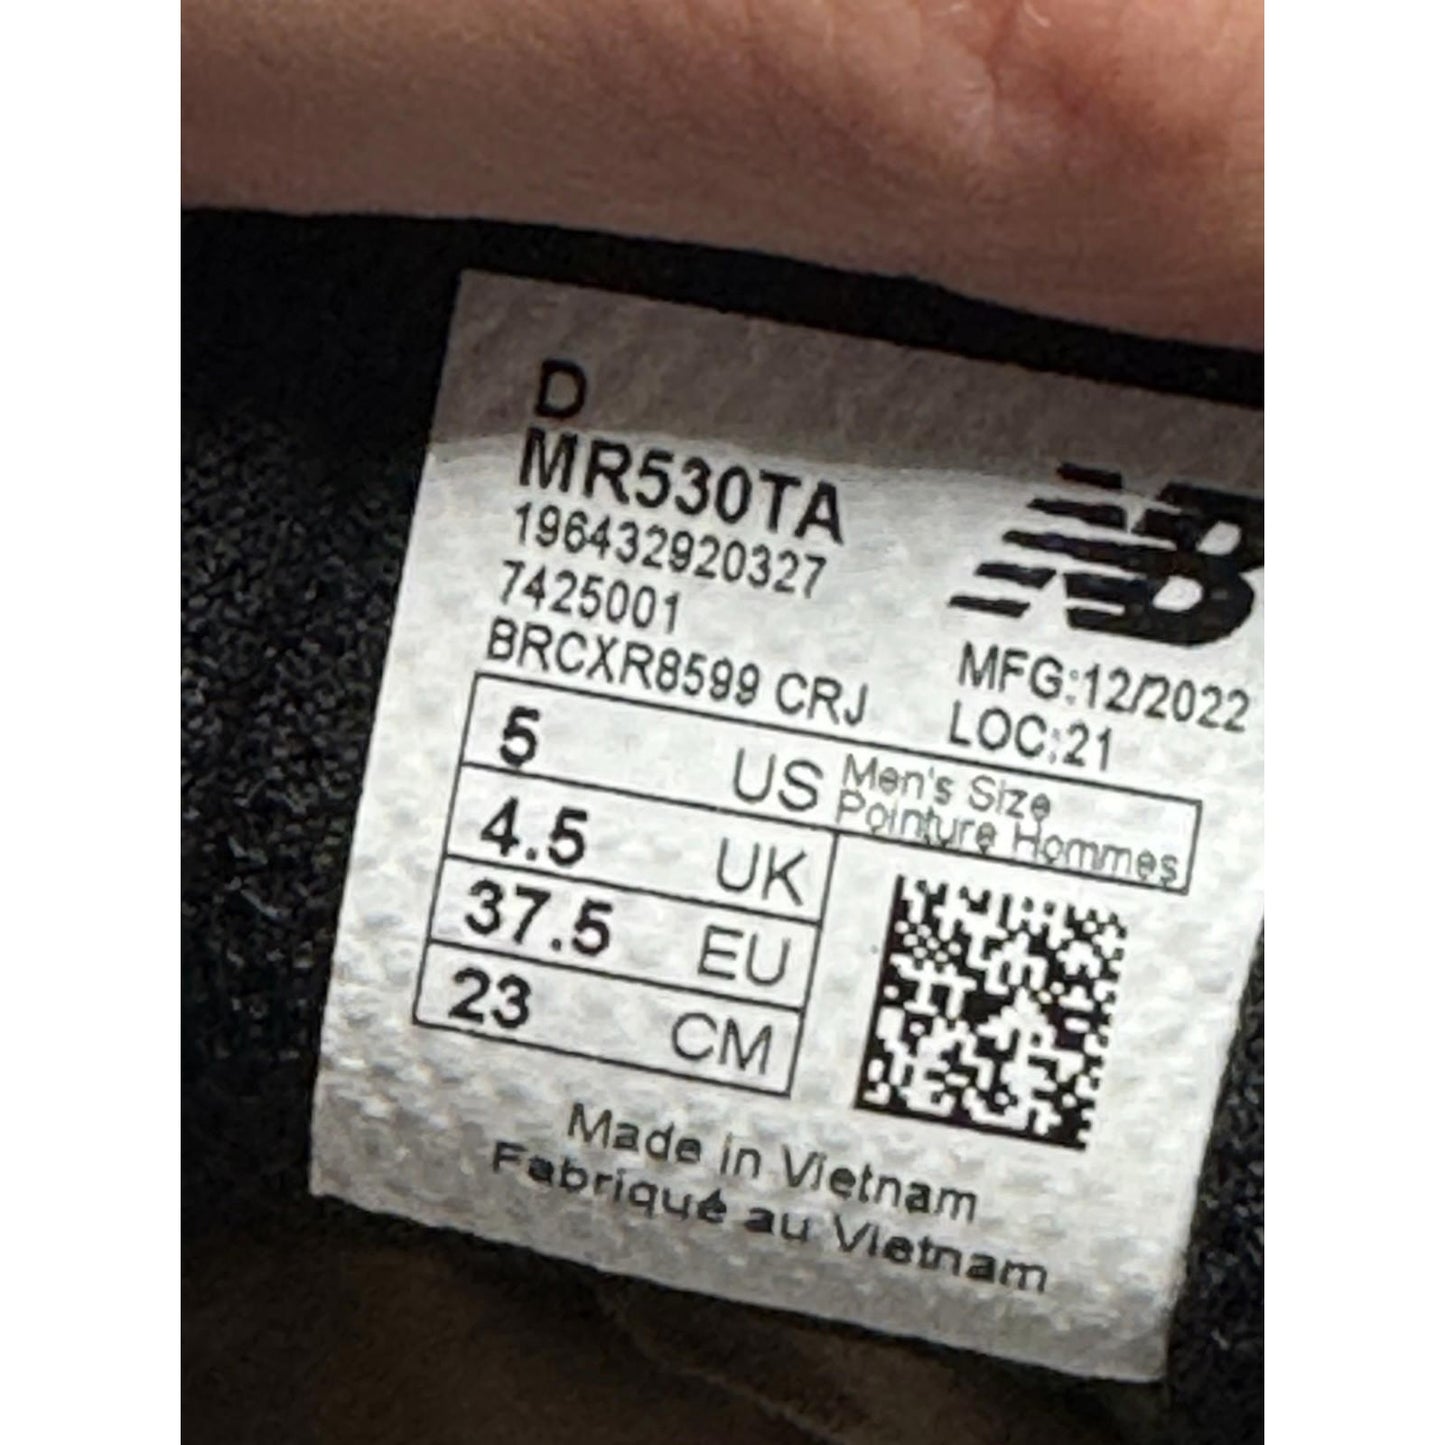 D
MR530TA
196432920327
7425001
BRCXR8599 CRJ
NB
MFG:12/2022
LOC:21
5 US Men's Size
Pointure Hommes
4.5 UK
37.5 EU
23 CM
Made in Vietnam
Fabriqué au Vietnam